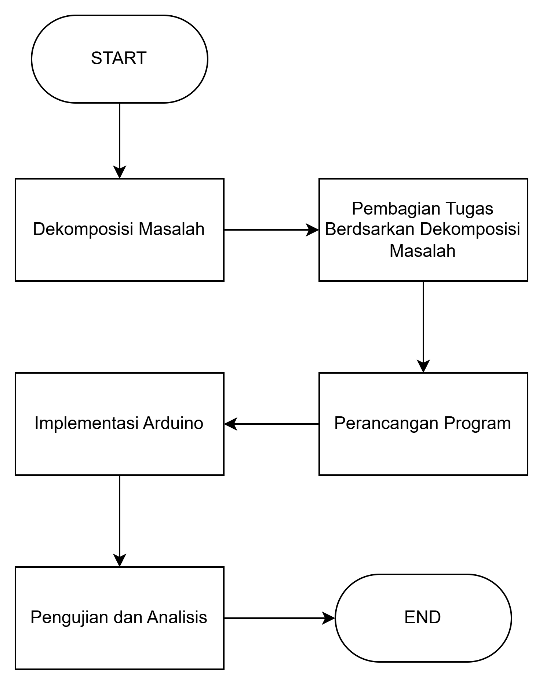 START
Dekomposisi Masalah
Pembagian Tugas
Berdsarkan Dekomposisi
Masalah
Perancangan Program
Implementasi Arduino
Pengujian dan Analisis
END